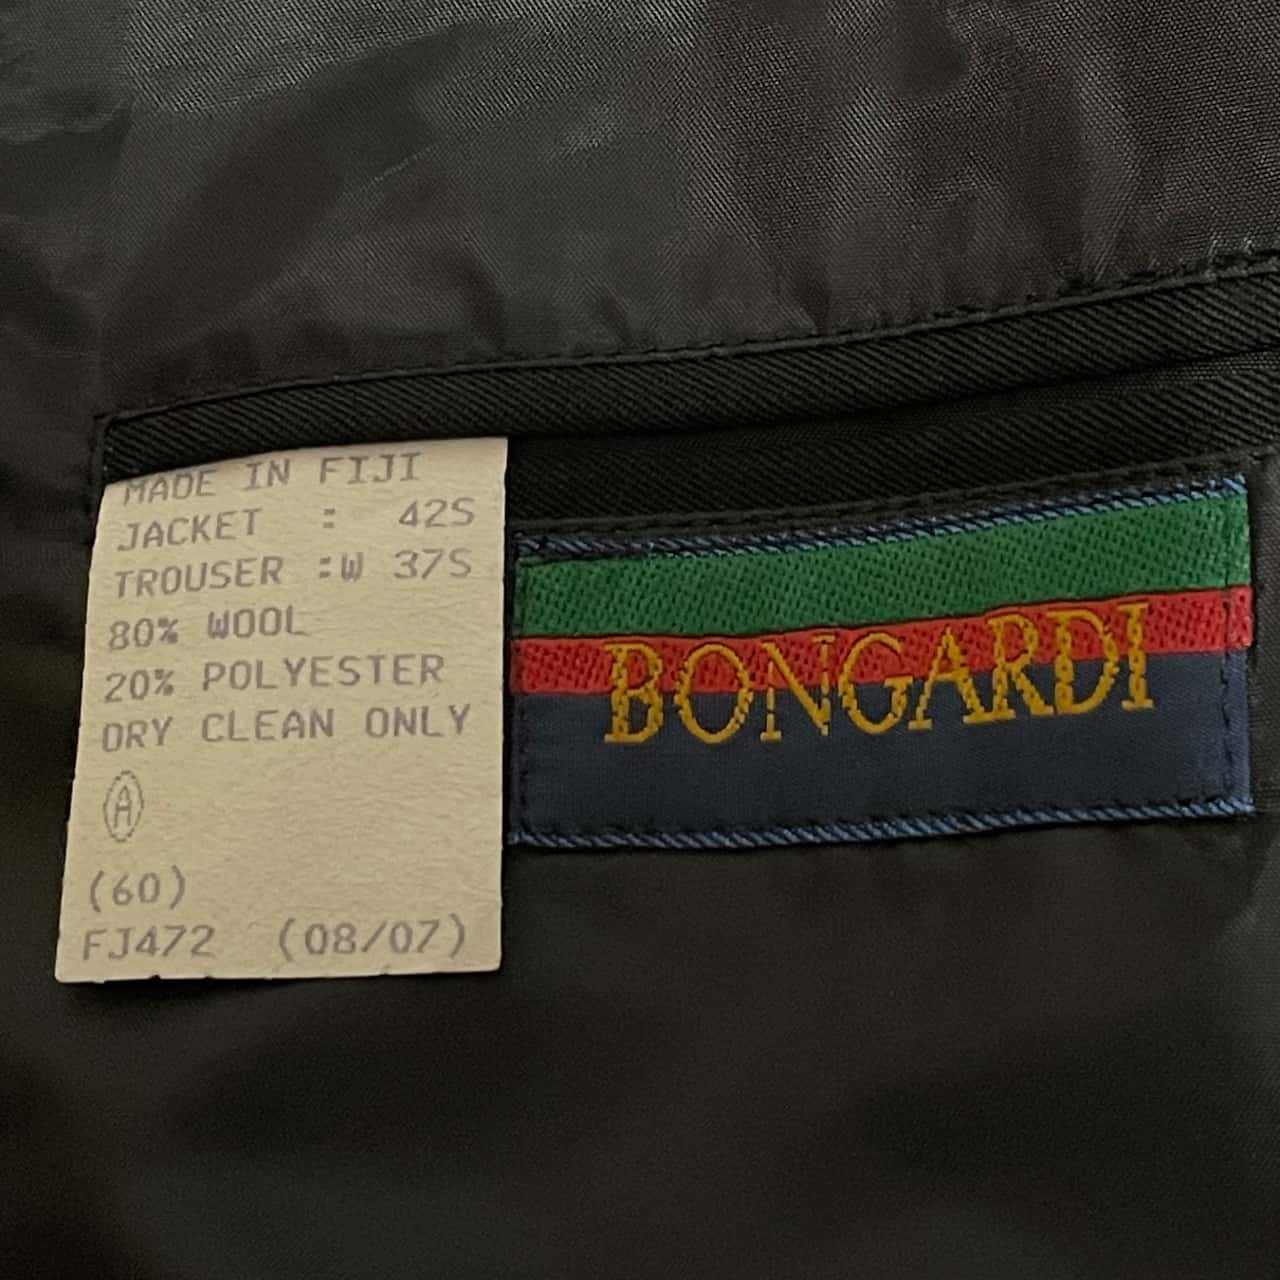 MADE IN FIJI
JACKET : 42S
TROUSER :W 37S
80% WOOL
20% POLYESTER
DRY CLEAN ONLY
A
(60)
FJ472 (08/07)
BONGARDI